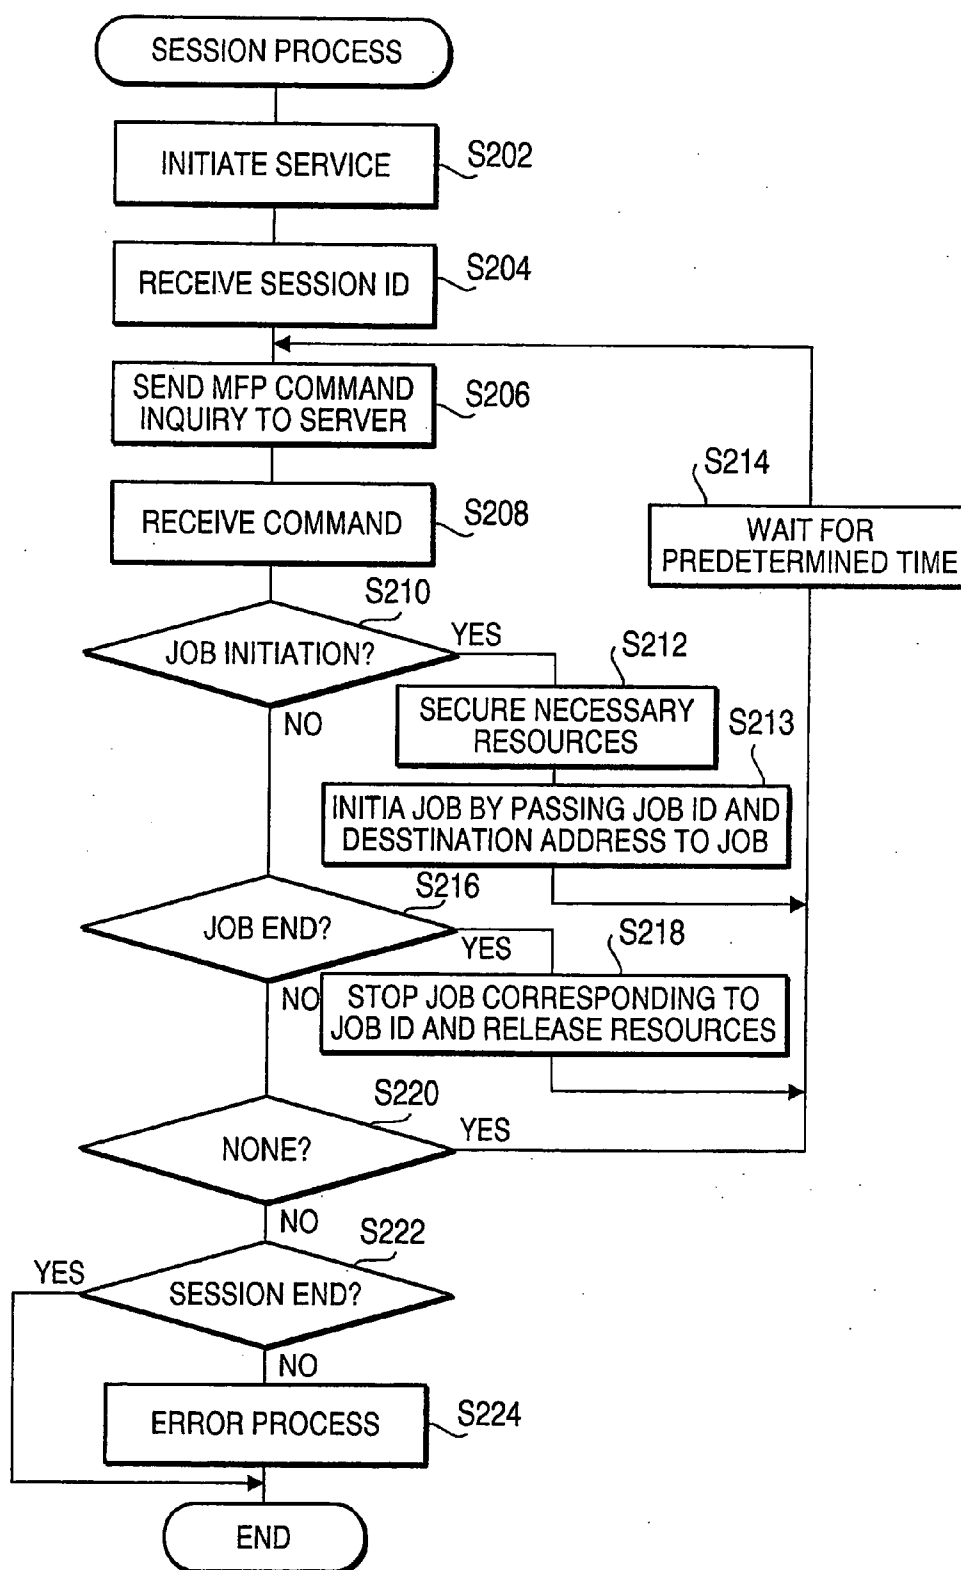 SESSION PROCESS
INITIATE SERVICE
S202
RECEIVE SESSION ID
S204
SEND MFP COMMAND
INQUIRY TO SERVER
S206
S214
WAIT FOR
PREDETERMINED TIME
RECEIVE COMMAND
S208
S210
JOB INITIATION?
YES
NO
S212
SECURE NECESSARY
RESOURCES
S213
INITIA JOB BY PASSING JOB ID AND
DESSTINATION ADDRESS TO JOB
S216
JOB END?
YES
NO
S218
STOP JOB CORRESPONDING TO
JOB ID AND RELEASE RESOURCES
S220
NONE?
YES
NO
S222
YES
SESSION END?
NO
ERROR PROCESS
S224
END